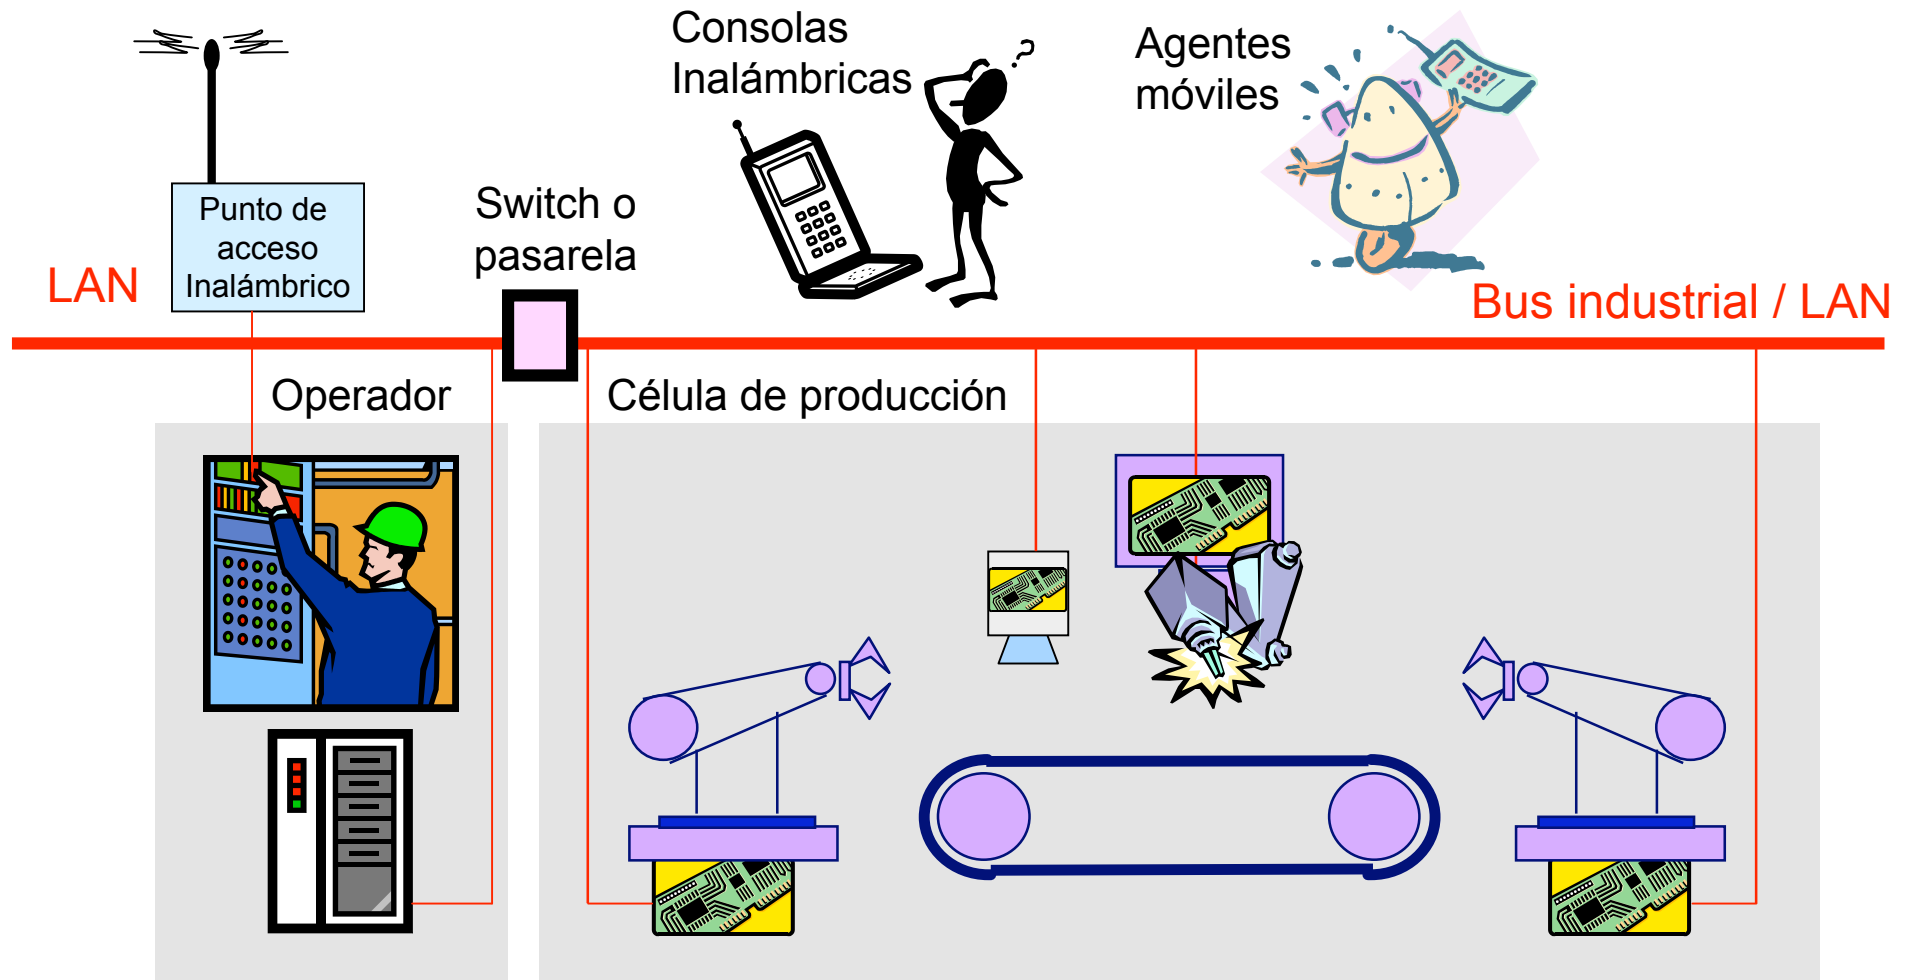 Consolas
Inalámbricas
Agentes
móviles
Punto de
acceso
Inalámbrico
Switch o
pasarela
LAN
Bus industrial / LAN
Operador
Célula de producción